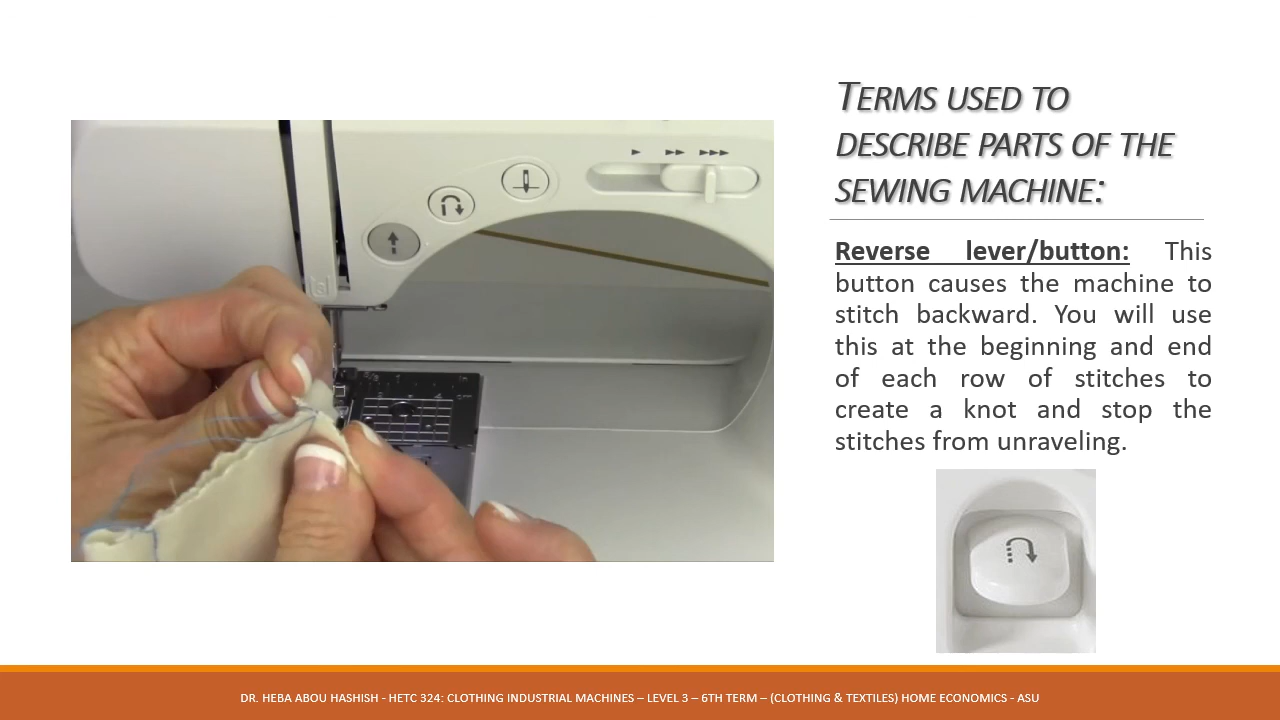 TERMS USED TO
DESCRIBE PARTS OF THE
SEWING MACHINE:
Reverse lever/button: This
button causes the machine to
stitch backward. You will use
this at the beginning and end
of each row of stitches to
create a knot and stop the
stitches from unraveling.
DR. HEBA ABOU HASHISH - HETC 324: CLOTHING INDUSTRIAL MACHINES – LEVEL 3 – 6TH TERM – (CLOTHING & TEXTILES) HOME ECONOMICS - ASU